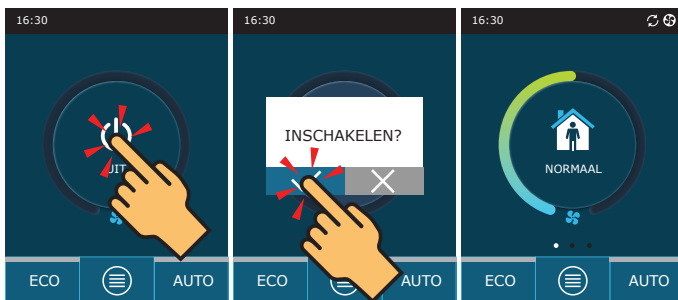 16:30
UIT
ECO
AUTO
16:30
INSCHAKELEN?
ECO
AUTO
16:30
NORMAAL
ECO
AUTO